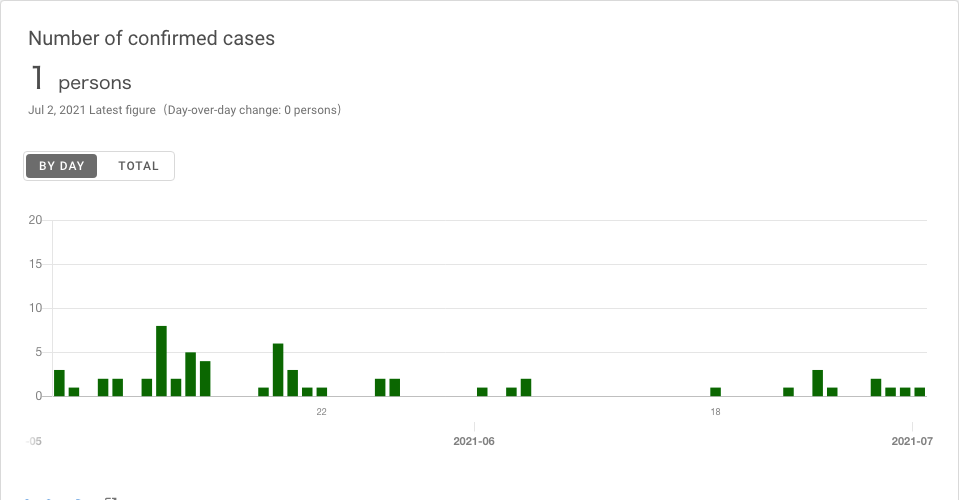 Number of confirmed cases
1 persons
Jul 2, 2021 Latest figure（Day-over-day change: 0 persons）
BY DAY TOTAL
20
15
10
5
0
22 18
-05 2021-06 2021-07